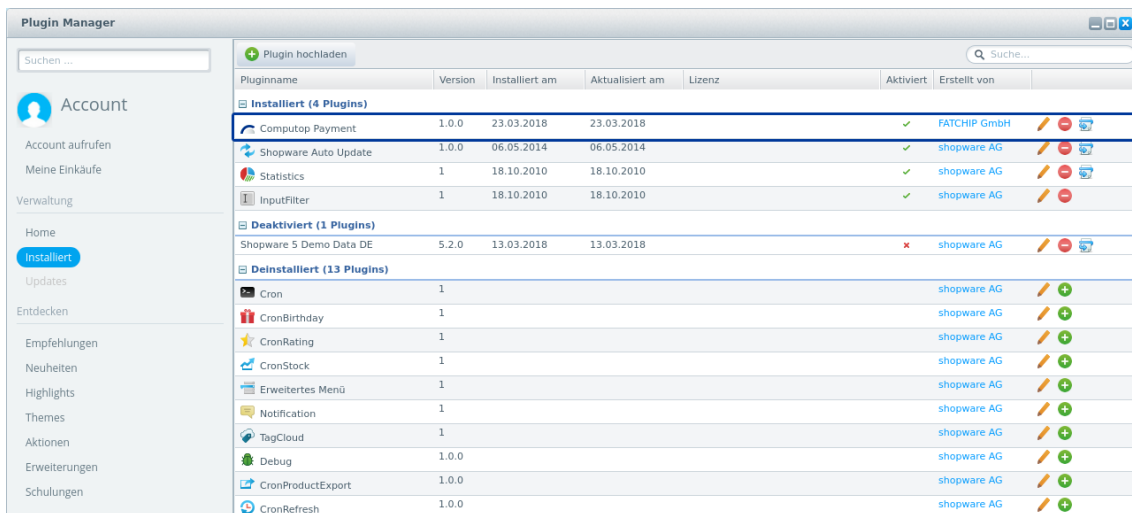 Plugin Manager
Suchen ...
Account
Account aufrufen
Meine Einkäufe
Verwaltung
Home
Installiert
Updates
Entdecken
Empfehlungen
Neuheiten
Highlights
Themes
Aktionen
Erweiterungen
Schulungen
Plugin hochladen
Suche...
Pluginname Version Installiert am Aktualisiert am Lizenz Aktiviert Erstellt von
Installiert (4 Plugins)
Computop Payment 1.0.0 23.03.2018 23.03.2018 FATCHIP GmbH
Shopware Auto Update 1.0.0 06.05.2014 06.05.2014 shopware AG
Statistics 1 18.10.2010 18.10.2010 shopware AG
InputFilter 1 18.10.2010 18.10.2010 shopware AG
Deaktiviert (1 Plugins)
Shopware 5 Demo Data DE 5.2.0 13.03.2018 13.03.2018 shopware AG
Deinstalliert (13 Plugins)
Cron 1 shopware AG
CronBirthday 1 shopware AG
CronRating 1 shopware AG
CronStock 1 shopware AG
Erweitertes Menü 1 shopware AG
Notification 1 shopware AG
TagCloud 1 shopware AG
Debug 1.0.0 shopware AG
CronProductExport 1.0.0 shopware AG
CronRefresh 1.0.0 shopware AG